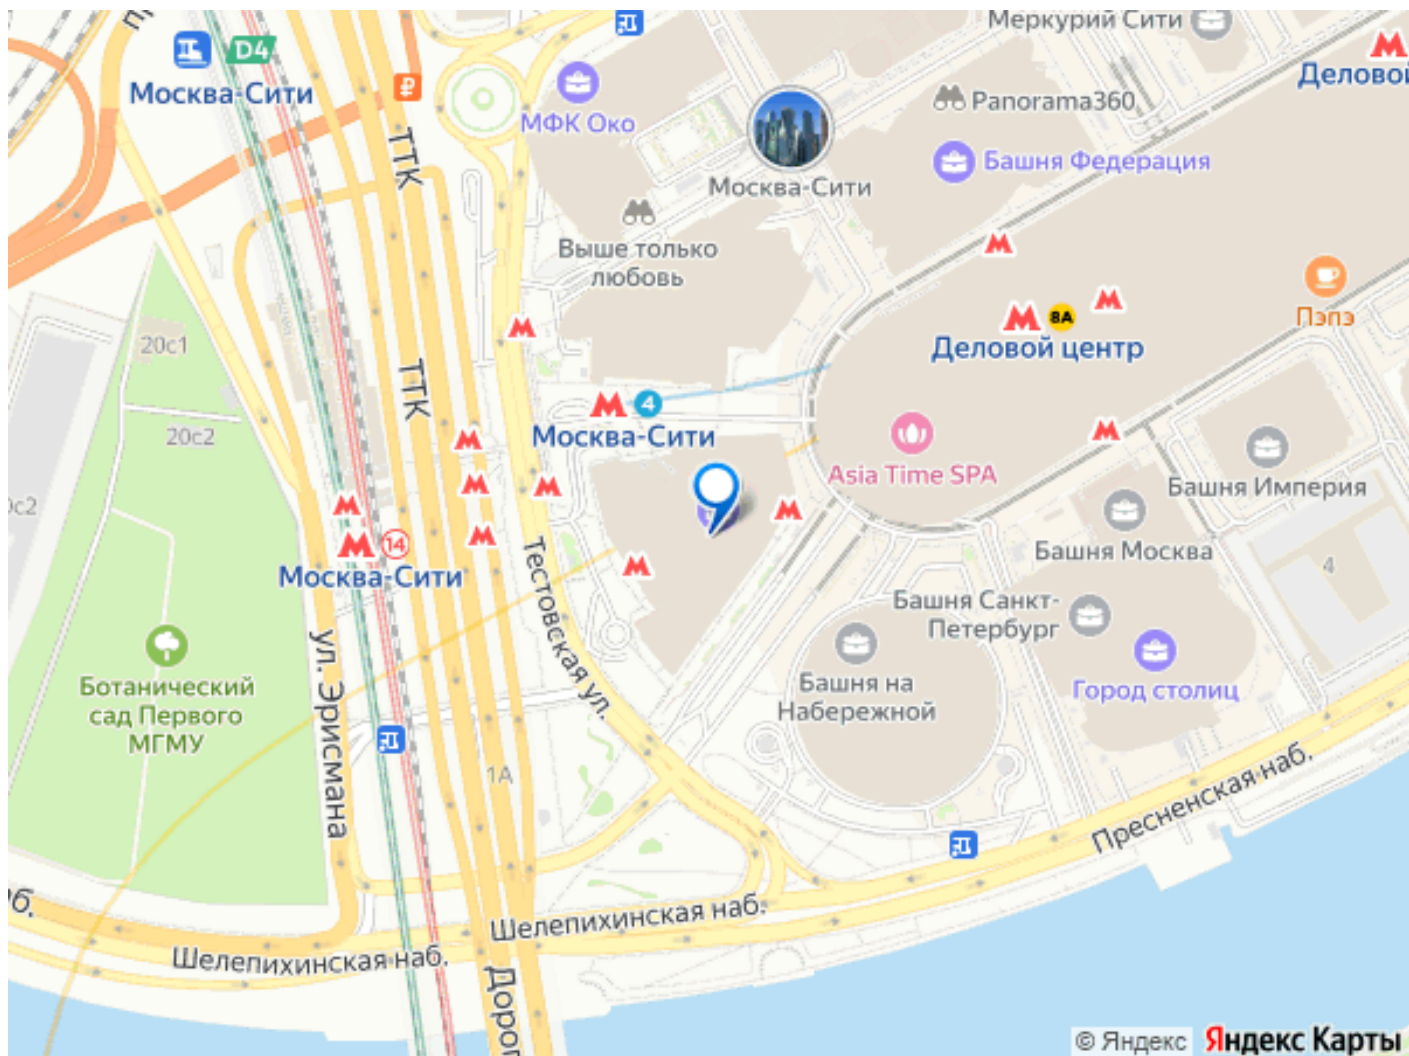 Меркурий Сити
D4
Москва-Сити
₽
Деловой
МФК Око
Panorama360
ТТК
Башня Федерация
Москва-Сити
Выше только
любовь
Пэпэ
8А
Деловой центр
20с1
ТТК
4
Москва-Сити
20с2
Asia Time SPA
Башня Империя
Башня Москва
14
Москва-Сити
Тестовская ул.
4
Башня Санкт-
Петербург
Город столиц
Башня на
Набережной
Ботанический
сад Первого
МГМУ
ул. Эрисмана
1А
Пресненская наб.
Шелепихинская наб.
Шелепихинская наб.
© Яндекс
Яндекс Карты